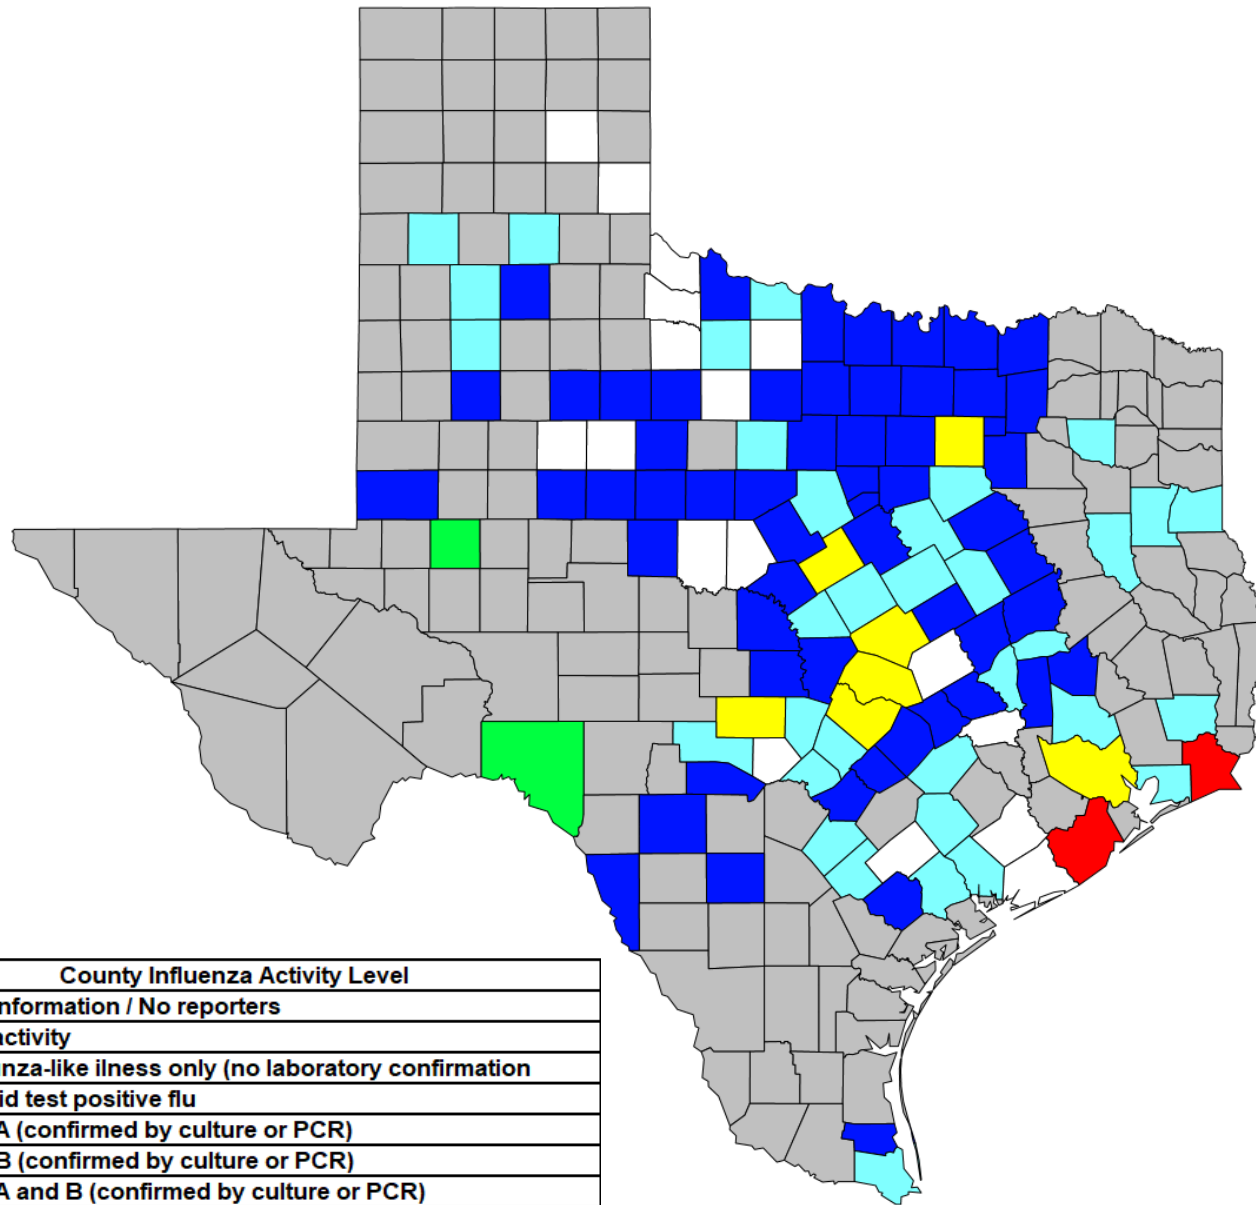 County Influenza Activity Level
nformation / No reporters
activity
nza-like ilness only (no laboratory confirmation
id test positive flu
A (confirmed by culture or PCR)
B (confirmed by culture or PCR)
A and B (confirmed by culture or PCR)